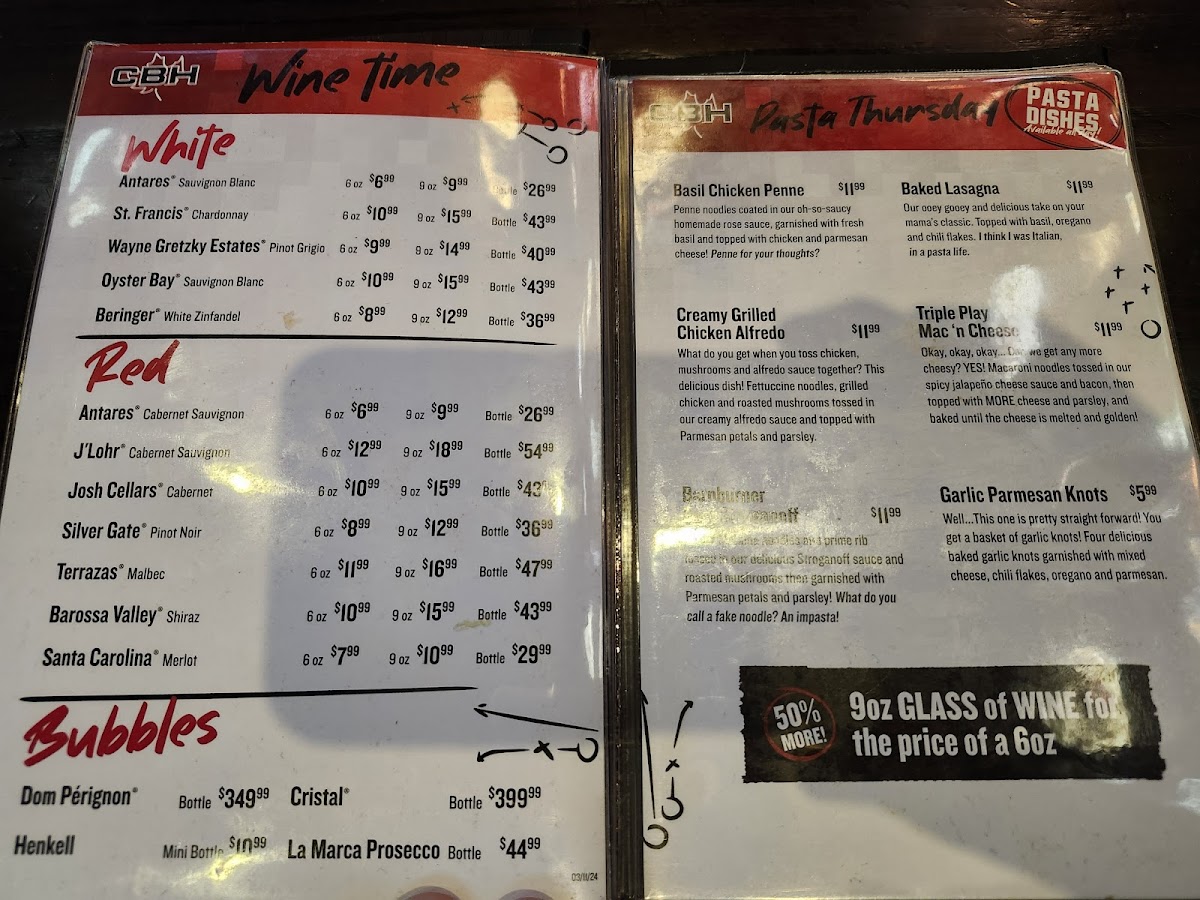 CBH Wine Time
White
Antares® Sauvignon Blanc 6 oz $6.99 9 oz $9.99 $26.99
St. Francis® Chardonnay 6 oz $10.99 9 oz $15.99 Bottle $43.99
Wayne Gretzky Estates® Pinot Grigio 6 oz $9.99 9 oz $14.99 Bottle $40.99
Oyster Bay® Sauvignon Blanc 6 oz $10.99 9 oz $15.99 Bottle $43.99
Beringer® White Zinfandel 6 oz $8.99 9 oz $12.99 Bottle $36.99
Red
Antares® Cabernet Sauvignon 6 oz $6.99 9 oz $9.99 Bottle $26.99
J'Lohr® Cabernet Sauvignon 6 oz $12.99 9 oz $18.99 Bottle $54.99
Josh Cellars® Cabernet 6 oz $10.99 9 oz $15.99 Bottle $43
Silver Gate® Pinot Noir 6 oz $8.99 9 oz $12.99 Bottle $36.99
Terrazas® Malbec 6 oz $11.99 9 oz $16.99 Bottle $47.99
Barossa Valley® Shiraz 6 oz $10.99 9 oz $15.99 Bottle $43.99
Santa Carolina® Merlot 6 oz $7.99 9 oz $10.99 Bottle $29.99
Bubbles
Dom Pérignon® Bottle $349.99 Cristal® Bottle $399.99
Henkell Mini Bottle $10.99 La Marca Prosecco Bottle $44.99
03/11/24
CBH Pasta Thursday
PASTA
DISHES
Available all
Basil Chicken Penne $11.99
Penne noodles coated in our oh-so-saucy
homemade rose sauce, garnished with fresh
basil and topped with chicken and parmesan
cheese! Penne for your thoughts?
Baked Lasagna $11.99
Our ooey gooey and delicious take on your
mama's classic. Topped with basil, oregano
and chili flakes. I think I was Italian,
in a pasta life.
Creamy Grilled
Chicken Alfredo $11.99
What do you get when you toss chicken,
mushrooms and alfredo sauce together? This
delicious dish! Fettuccine noodles, grilled
chicken and roasted mushrooms tossed in
our creamy alfredo sauce and topped with
Parmesan petals and parsley.
Triple Play
Mac 'n Cheese $11.99
Okay, okay, okay... Can we get any more
cheesy? YES! Macaroni noodles tossed in our
spicy jalapeño cheese sauce and bacon, then
topped with MORE cheese and parsley, and
baked until the cheese is melted and golden!
Barnburner
$11.99
prime rib
tossed in our delicious Stroganoff sauce and
roasted mushrooms then garnished with
Parmesan petals and parsley! What do you
call a fake noodle? An impasta!
Garlic Parmesan Knots $5.99
Well...This one is pretty straight forward! You
get a basket of garlic knots! Four delicious
baked garlic knots garnished with mixed
cheese, chili flakes, oregano and parmesan.
50%
MORE!
9oz GLASS of WINE for
the price of a 6oz